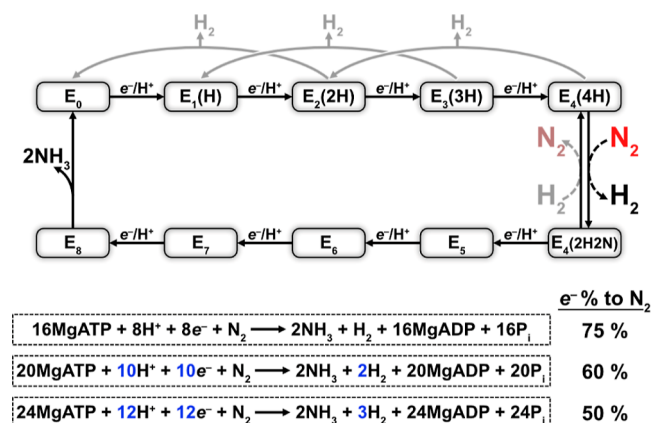 H₂ H₂ H₂
E₀ e⁻/H⁺ E₁(H) e⁻/H⁺ E₂(2H) e⁻/H⁺ E₃(3H) e⁻/H⁺ E₄(4H)
2NH₃ N₂ N₂
H₂ H₂
E₈ e⁻/H⁺ E₇ e⁻/H⁺ E₆ e⁻/H⁺ E₅ e⁻/H⁺ E₄(2H2N)
e⁻% to N₂
16MgATP + 8H⁺ + 8e⁻ + N₂ → 2NH₃ + H₂ + 16MgADP + 16Pᵢ 75 %
20MgATP + 10H⁺ + 10e⁻ + N₂ → 2NH₃ + 2H₂ + 20MgADP + 20Pᵢ 60 %
24MgATP + 12H⁺ + 12e⁻ + N₂ → 2NH₃ + 3H₂ + 24MgADP + 24Pᵢ 50 %